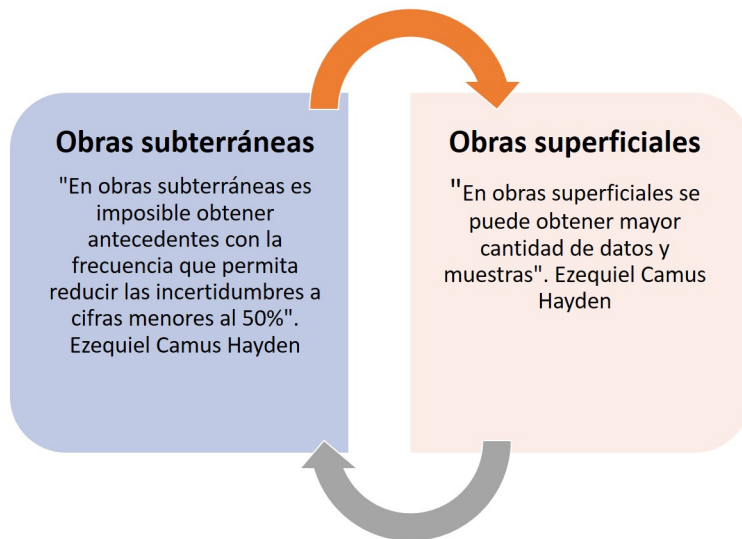 Obras subterráneas
"En obras subterráneas es
imposible obtener
antecedentes con la
frecuencia que permita
reducir las incertidumbres a
cifras menores al 50%".
Ezequiel Camus Hayden
Obras superficiales
"En obras superficiales se
puede obtener mayor
cantidad de datos y
muestras". Ezequiel Camus
Hayden